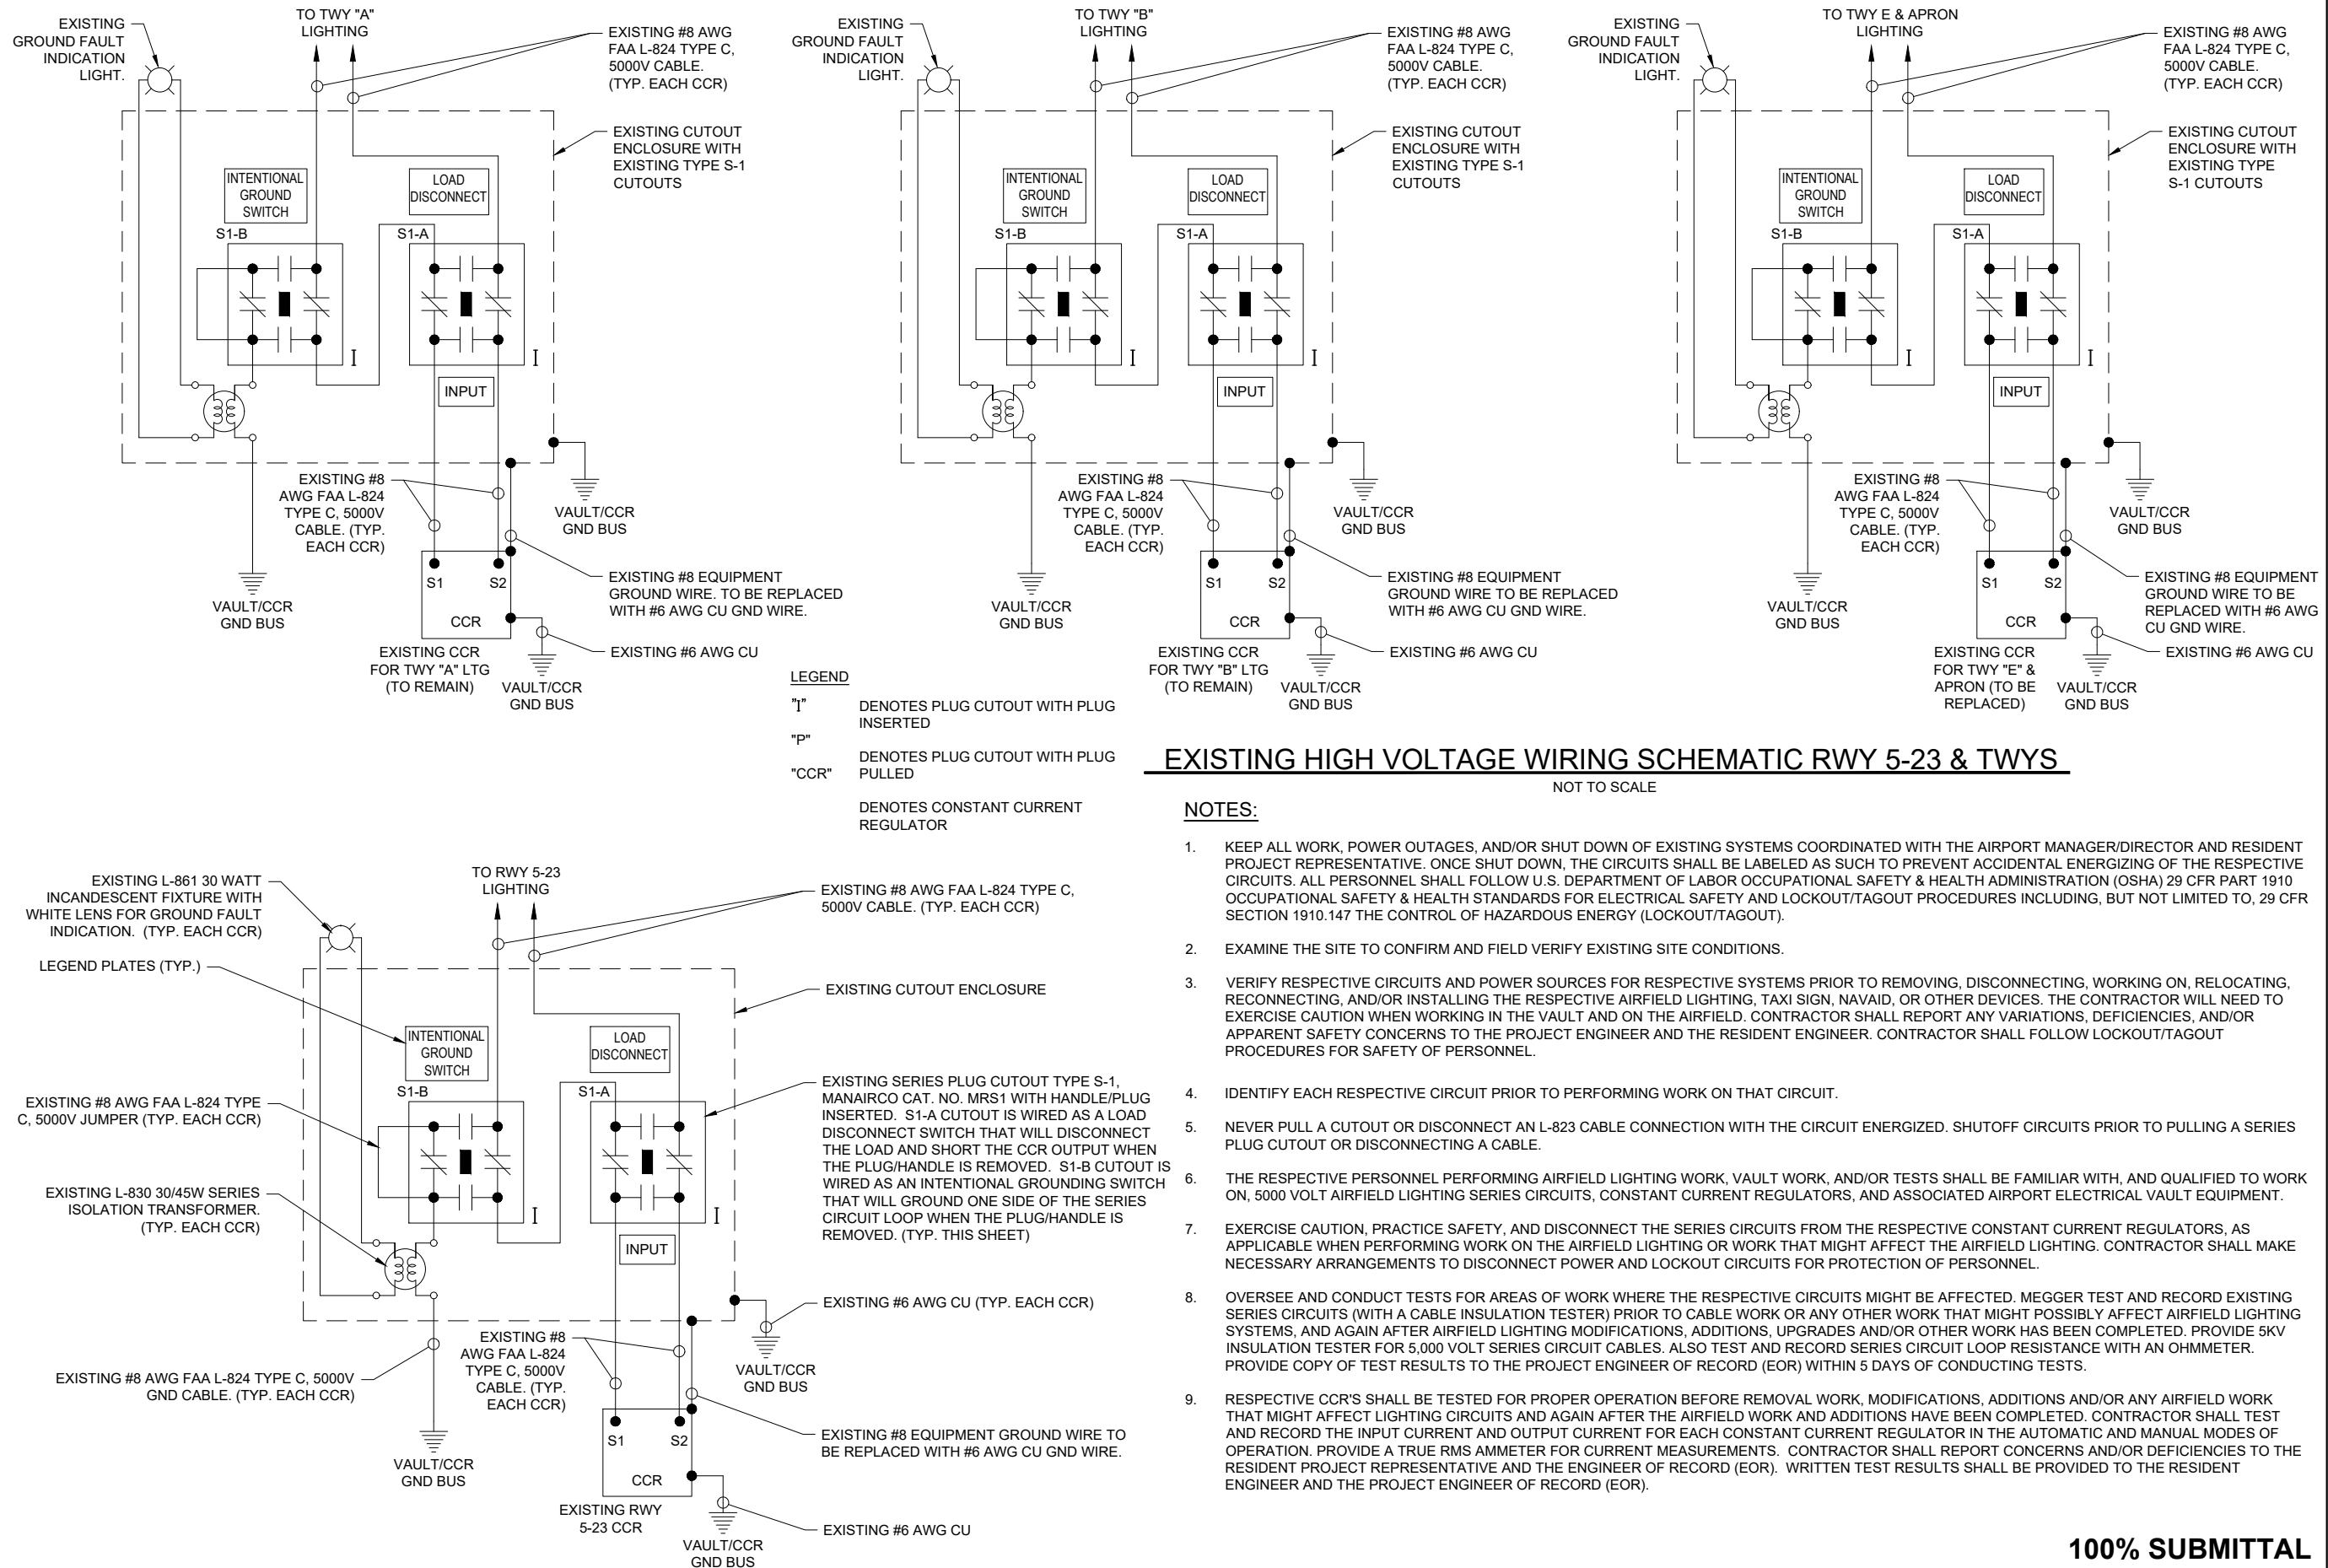 EXISTING
GROUND FAULT
INDICATION
LIGHT.
TO TWY "A"
LIGHTING
EXISTING #8 AWG
FAA L-824 TYPE C,
5000V CABLE.
(TYP. EACH CCR)
EXISTING CUTOUT
ENCLOSURE WITH
EXISTING TYPE S-1
CUTOUTS
INTENTIONAL
GROUND
SWITCH
LOAD
DISCONNECT
S1-B
S1-A
I
I
INPUT
EXISTING #8
AWG FAA L-824
TYPE C, 5000V
CABLE. (TYP.
EACH CCR)
VAULT/CCR
GND BUS
S1
S2
CCR
VAULT/CCR
GND BUS
EXISTING #8 EQUIPMENT
GROUND WIRE. TO BE REPLACED
WITH #6 AWG CU GND WIRE.
EXISTING #6 AWG CU
EXISTING CCR
FOR TWY "A" LTG
(TO REMAIN)
VAULT/CCR
GND BUS
EXISTING
GROUND FAULT
INDICATION
LIGHT.
TO TWY "B"
LIGHTING
EXISTING #8 AWG
FAA L-824 TYPE C,
5000V CABLE.
(TYP. EACH CCR)
EXISTING CUTOUT
ENCLOSURE WITH
EXISTING TYPE S-1
CUTOUTS
INTENTIONAL
GROUND
SWITCH
LOAD
DISCONNECT
S1-B
S1-A
I
I
INPUT
EXISTING #8
AWG FAA L-824
TYPE C, 5000V
CABLE. (TYP.
EACH CCR)
VAULT/CCR
GND BUS
S1
S2
CCR
VAULT/CCR
GND BUS
EXISTING #8 EQUIPMENT
GROUND WIRE TO BE REPLACED
WITH #6 AWG CU GND WIRE.
EXISTING #6 AWG CU
EXISTING CCR
FOR TWY "B" LTG
(TO REMAIN)
VAULT/CCR
GND BUS
EXISTING
GROUND FAULT
INDICATION
LIGHT.
TO TWY E & APRON
LIGHTING
EXISTING #8 AWG
FAA L-824 TYPE C,
5000V CABLE.
(TYP. EACH CCR)
EXISTING CUTOUT
ENCLOSURE WITH
EXISTING TYPE
S-1 CUTOUTS
INTENTIONAL
GROUND
SWITCH
LOAD
DISCONNECT
S1-B
S1-A
I
I
INPUT
EXISTING #8
AWG FAA L-824
TYPE C, 5000V
CABLE. (TYP.
EACH CCR)
VAULT/CCR
GND BUS
S1
S2
CCR
VAULT/CCR
GND BUS
EXISTING #8 EQUIPMENT
GROUND WIRE TO BE
REPLACED WITH #6 AWG
CU GND WIRE.
EXISTING #6 AWG CU
EXISTING CCR
FOR TWY "E" &
APRON (TO BE
REPLACED)
VAULT/CCR
GND BUS
LEGEND
"I" DENOTES PLUG CUTOUT WITH PLUG
INSERTED
"P"
DENOTES PLUG CUTOUT WITH PLUG
"CCR" PULLED
DENOTES CONSTANT CURRENT
REGULATOR
EXISTING HIGH VOLTAGE WIRING SCHEMATIC RWY 5-23 & TWYS
NOT TO SCALE
EXISTING L-861 30 WATT
INCANDESCENT FIXTURE WITH
WHITE LENS FOR GROUND FAULT
INDICATION. (TYP. EACH CCR)
LEGEND PLATES (TYP.)
TO RWY 5-23
LIGHTING
EXISTING #8 AWG FAA L-824 TYPE C,
5000V CABLE. (TYP. EACH CCR)
EXISTING CUTOUT ENCLOSURE
INTENTIONAL
GROUND
SWITCH
LOAD
DISCONNECT
S1-B
S1-A
I
I
INPUT
EXISTING #8 AWG FAA L-824 TYPE
C, 5000V JUMPER (TYP. EACH CCR)
EXISTING L-830 30/45W SERIES
ISOLATION TRANSFORMER.
(TYP. EACH CCR)
EXISTING SERIES PLUG CUTOUT TYPE S-1,
MANAIRCO CAT. NO. MRS1 WITH HANDLE/PLUG
INSERTED. S1-A CUTOUT IS WIRED AS A LOAD
DISCONNECT SWITCH THAT WILL DISCONNECT
THE LOAD AND SHORT THE CCR OUTPUT WHEN
THE PLUG/HANDLE IS REMOVED. S1-B CUTOUT IS
WIRED AS AN INTENTIONAL GROUNDING SWITCH
THAT WILL GROUND ONE SIDE OF THE SERIES
CIRCUIT LOOP WHEN THE PLUG/HANDLE IS
REMOVED. (TYP. THIS SHEET)
EXISTING #6 AWG CU (TYP. EACH CCR)
VAULT/CCR
GND BUS
EXISTING #8
AWG FAA L-824
TYPE C, 5000V
CABLE. (TYP.
EACH CCR)
EXISTING #8 AWG FAA L-824 TYPE C, 5000V
GND CABLE. (TYP. EACH CCR)
VAULT/CCR
GND BUS
S1
S2
CCR
EXISTING #8 EQUIPMENT GROUND WIRE TO
BE REPLACED WITH #6 AWG CU GND WIRE.
EXISTING RWY
5-23 CCR
VAULT/CCR
GND BUS
EXISTING #6 AWG CU
NOTES:
1. KEEP ALL WORK, POWER OUTAGES, AND/OR SHUT DOWN OF EXISTING SYSTEMS COORDINATED WITH THE AIRPORT MANAGER/DIRECTOR AND RESIDENT
PROJECT REPRESENTATIVE. ONCE SHUT DOWN, THE CIRCUITS SHALL BE LABELED AS SUCH TO PREVENT ACCIDENTAL ENERGIZING OF THE RESPECTIVE
CIRCUITS. ALL PERSONNEL SHALL FOLLOW U.S. DEPARTMENT OF LABOR OCCUPATIONAL SAFETY & HEALTH ADMINISTRATION (OSHA) 29 CFR PART 1910
OCCUPATIONAL SAFETY & HEALTH STANDARDS FOR ELECTRICAL SAFETY AND LOCKOUT/TAGOUT PROCEDURES INCLUDING, BUT NOT LIMITED TO, 29 CFR
SECTION 1910.147 THE CONTROL OF HAZARDOUS ENERGY (LOCKOUT/TAGOUT).
2. EXAMINE THE SITE TO CONFIRM AND FIELD VERIFY EXISTING SITE CONDITIONS.
3. VERIFY RESPECTIVE CIRCUITS AND POWER SOURCES FOR RESPECTIVE SYSTEMS PRIOR TO REMOVING, DISCONNECTING, WORKING ON, RELOCATING,
RECONNECTING, AND/OR INSTALLING THE RESPECTIVE AIRFIELD LIGHTING, TAXI SIGN, NAVAID, OR OTHER DEVICES. THE CONTRACTOR WILL NEED TO
EXERCISE CAUTION WHEN WORKING IN THE VAULT AND ON THE AIRFIELD. CONTRACTOR SHALL REPORT ANY VARIATIONS, DEFICIENCIES, AND/OR
APPARENT SAFETY CONCERNS TO THE PROJECT ENGINEER AND THE RESIDENT ENGINEER. CONTRACTOR SHALL FOLLOW LOCKOUT/TAGOUT
PROCEDURES FOR SAFETY OF PERSONNEL.
4. IDENTIFY EACH RESPECTIVE CIRCUIT PRIOR TO PERFORMING WORK ON THAT CIRCUIT.
5. NEVER PULL A CUTOUT OR DISCONNECT AN L-823 CABLE CONNECTION WITH THE CIRCUIT ENERGIZED. SHUTOFF CIRCUITS PRIOR TO PULLING A SERIES
PLUG CUTOUT OR DISCONNECTING A CABLE.
6. THE RESPECTIVE PERSONNEL PERFORMING AIRFIELD LIGHTING WORK, VAULT WORK, AND/OR TESTS SHALL BE FAMILIAR WITH, AND QUALIFIED TO WORK
ON, 5000 VOLT AIRFIELD LIGHTING SERIES CIRCUITS, CONSTANT CURRENT REGULATORS, AND ASSOCIATED AIRPORT ELECTRICAL VAULT EQUIPMENT.
7. EXERCISE CAUTION, PRACTICE SAFETY, AND DISCONNECT THE SERIES CIRCUITS FROM THE RESPECTIVE CONSTANT CURRENT REGULATORS, AS
APPLICABLE WHEN PERFORMING WORK ON THE AIRFIELD LIGHTING OR WORK THAT MIGHT AFFECT THE AIRFIELD LIGHTING. CONTRACTOR SHALL MAKE
NECESSARY ARRANGEMENTS TO DISCONNECT POWER AND LOCKOUT CIRCUITS FOR PROTECTION OF PERSONNEL.
8. OVERSEE AND CONDUCT TESTS FOR AREAS OF WORK WHERE THE RESPECTIVE CIRCUITS MIGHT BE AFFECTED. MEGGER TEST AND RECORD EXISTING
SERIES CIRCUITS (WITH A CABLE INSULATION TESTER) PRIOR TO CABLE WORK OR ANY OTHER WORK THAT MIGHT POSSIBLY AFFECT AIRFIELD LIGHTING
SYSTEMS, AND AGAIN AFTER AIRFIELD LIGHTING MODIFICATIONS, ADDITIONS, UPGRADES AND/OR OTHER WORK HAS BEEN COMPLETED. PROVIDE 5KV
INSULATION TESTER FOR 5,000 VOLT SERIES CIRCUIT CABLES. ALSO TEST AND RECORD SERIES CIRCUIT LOOP RESISTANCE WITH AN OHMMETER.
PROVIDE COPY OF TEST RESULTS TO THE PROJECT ENGINEER OF RECORD (EOR) WITHIN 5 DAYS OF CONDUCTING TESTS.
9. RESPECTIVE CCR'S SHALL BE TESTED FOR PROPER OPERATION BEFORE REMOVAL WORK, MODIFICATIONS, ADDITIONS AND/OR ANY AIRFIELD WORK
THAT MIGHT AFFECT LIGHTING CIRCUITS AND AGAIN AFTER THE AIRFIELD WORK AND ADDITIONS HAVE BEEN COMPLETED. CONTRACTOR SHALL TEST
AND RECORD THE INPUT CURRENT AND OUTPUT CURRENT FOR EACH CONSTANT CURRENT REGULATOR IN THE AUTOMATIC AND MANUAL MODES OF
OPERATION. PROVIDE A TRUE RMS AMMETER FOR CURRENT MEASUREMENTS. CONTRACTOR SHALL REPORT CONCERNS AND/OR DEFICIENCIES TO THE
RESIDENT PROJECT REPRESENTATIVE AND THE ENGINEER OF RECORD (EOR). WRITTEN TEST RESULTS SHALL BE PROVIDED TO THE RESIDENT
ENGINEER AND THE PROJECT ENGINEER OF RECORD (EOR).
100% SUBMITTAL